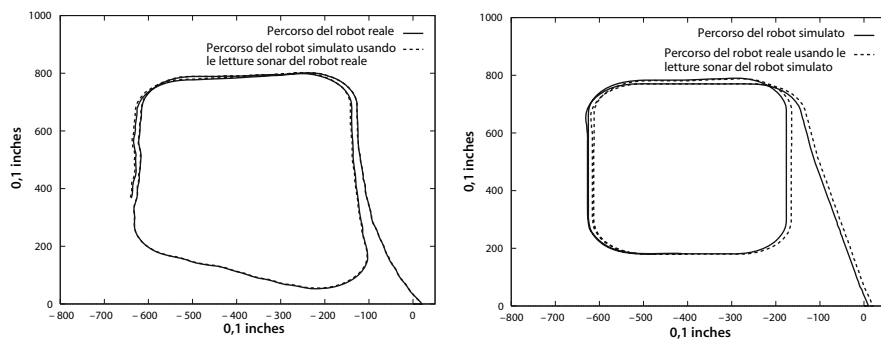 1000
800
600
400
200
0
0,1 inches
Percorso del robot reale
Percorso del robot simulato usando
le letture sonar del robot reale
-800 -700 -600 -500 -400 -300 -200 -100 0
0,1 inches
1000
800
600
400
200
0
0,1 inches
Percorso del robot simulato
Percorso del robot reale usando le
letture sonar del robot simulato
-800 -700 -600 -500 -400 -300 -200 -100 0
0,1 inches